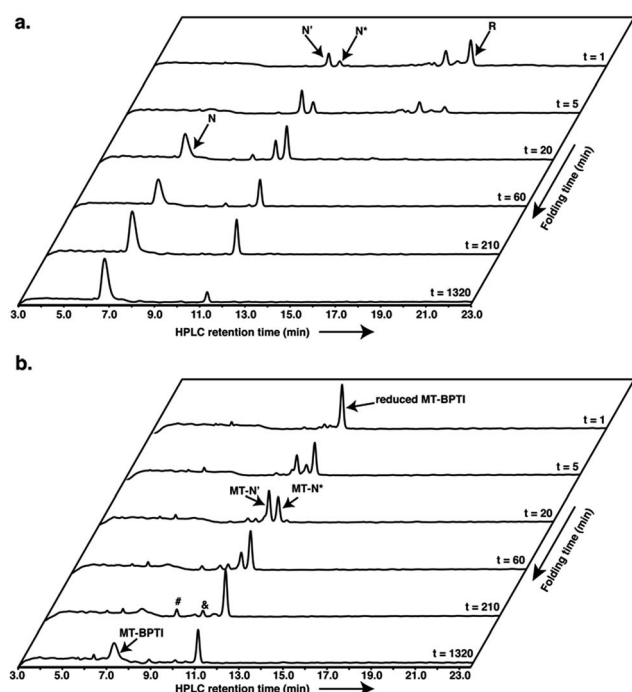 a.
N'
N*
R
t = 1
t = 5
N
t = 20
t = 60
t = 210
t = 1320
Folding time (min)
3.0 5.0 7.0 9.0 11.0 13.0 15.0 17.0 19.0 21.0 23.0
HPLC retention time (min)
b.
reduced MT-BPTI
t = 1
t = 5
MT-N'
MT-N*
t = 20
t = 60
#
&
t = 210
MT-BPTI
t = 1320
Folding time (min)
3.0 5.0 7.0 9.0 11.0 13.0 15.0 17.0 19.0 21.0 23.0
HPLC retention time (min)